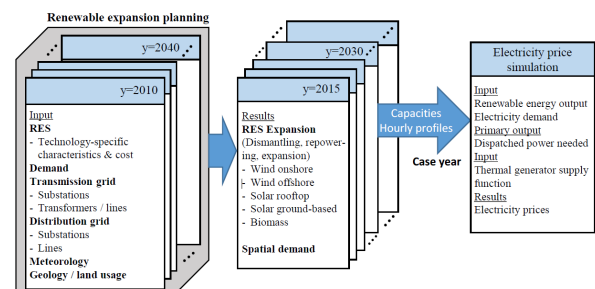 Renewable expansion planning
y=2040
y=2010
Input
RES
- Technology-specific
characteristics & cost
Demand
Transmission grid
- Substations
- Transformers / lines
Distribution grid
- Substations
- Lines
Meteorology
Geology / land usage
y=2030
y=2015
Results
RES Expansion
(Dismantling, repower-
ing, expansion)
- Wind onshore
- Wind offshore
- Solar rooftop
- Solar ground-based
- Biomass
Spatial demand
Capacities
Hourly profiles
Case year
Electricity price
simulation
Input
Renewable energy output
Electricity demand
Primary output
Dispatched power needed
Input
Thermal generator supply
function
Results
Electricity prices